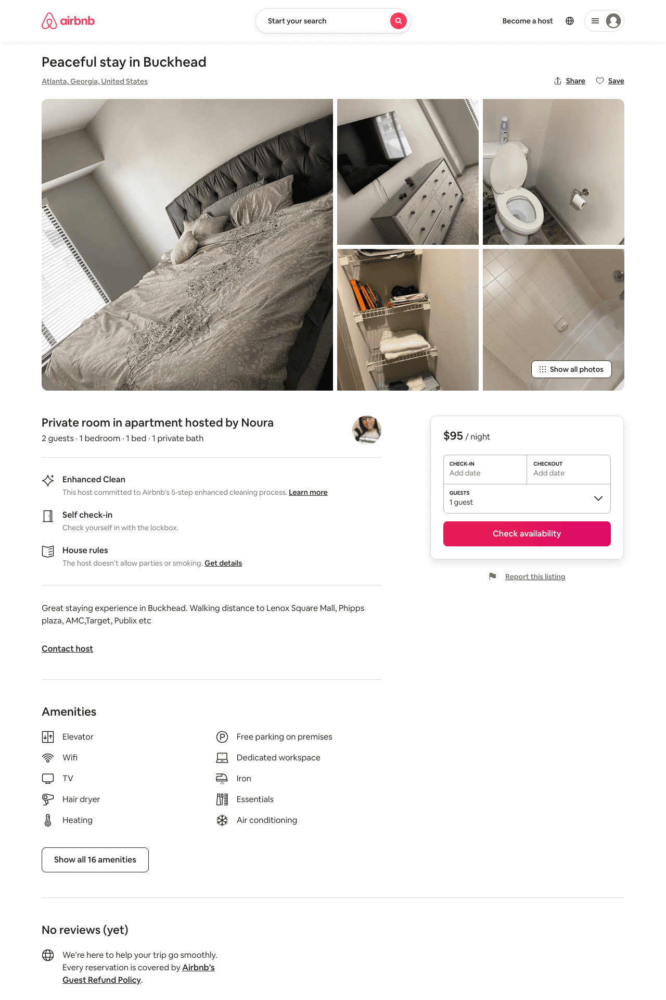 airbnb
Start your search
Become a host
Peaceful stay in Buckhead
Atlanta, Georgia, United States
Share
Save
Show all photos
Private room in apartment hosted by Noura
2 guests · 1 bedroom · 1 bed · 1 private bath
Enhanced Clean
This host committed to Airbnb's 5-step enhanced cleaning process. Learn more
Self check-in
Check yourself in with the lockbox.
House rules
The host doesn’t allow parties or smoking. Get details
$95 / night
CHECK-IN
Add date
CHECKOUT
Add date
GUESTS
1 guest
Check availability
Report this listing
Great staying experience in Buckhead. Walking distance to Lenox Square Mall, Phipps
plaza, AMC,Target, Publix etc
Contact host
Amenities
Elevator
Free parking on premises
Wifi
Dedicated workspace
TV
Iron
Hair dryer
Essentials
Heating
Air conditioning
Show all 16 amenities
No reviews (yet)
We’re here to help your trip go smoothly.
Every reservation is covered by Airbnb’s
Guest Refund Policy.